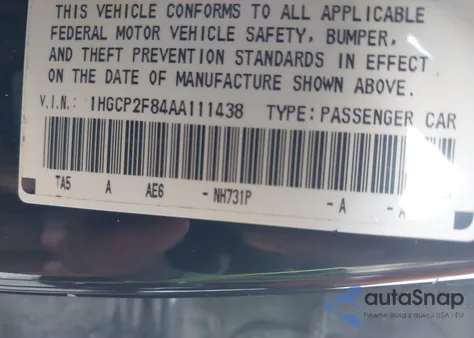 THIS VEHICLE CONFORMS TO ALL APPLICABLE
FEDERAL MOTOR VEHICLE SAFETY, BUMPER,
AND THEFT PREVENTION STANDARDS IN EFFECT
ON THE DATE OF MANUFACTURE SHOWN ABOVE.
V.I.N.: 1HGCP2F84AA111438 TYPE: PASSENGER CAR
TA5 A AE6 - NH731P -A -A
autaSnap